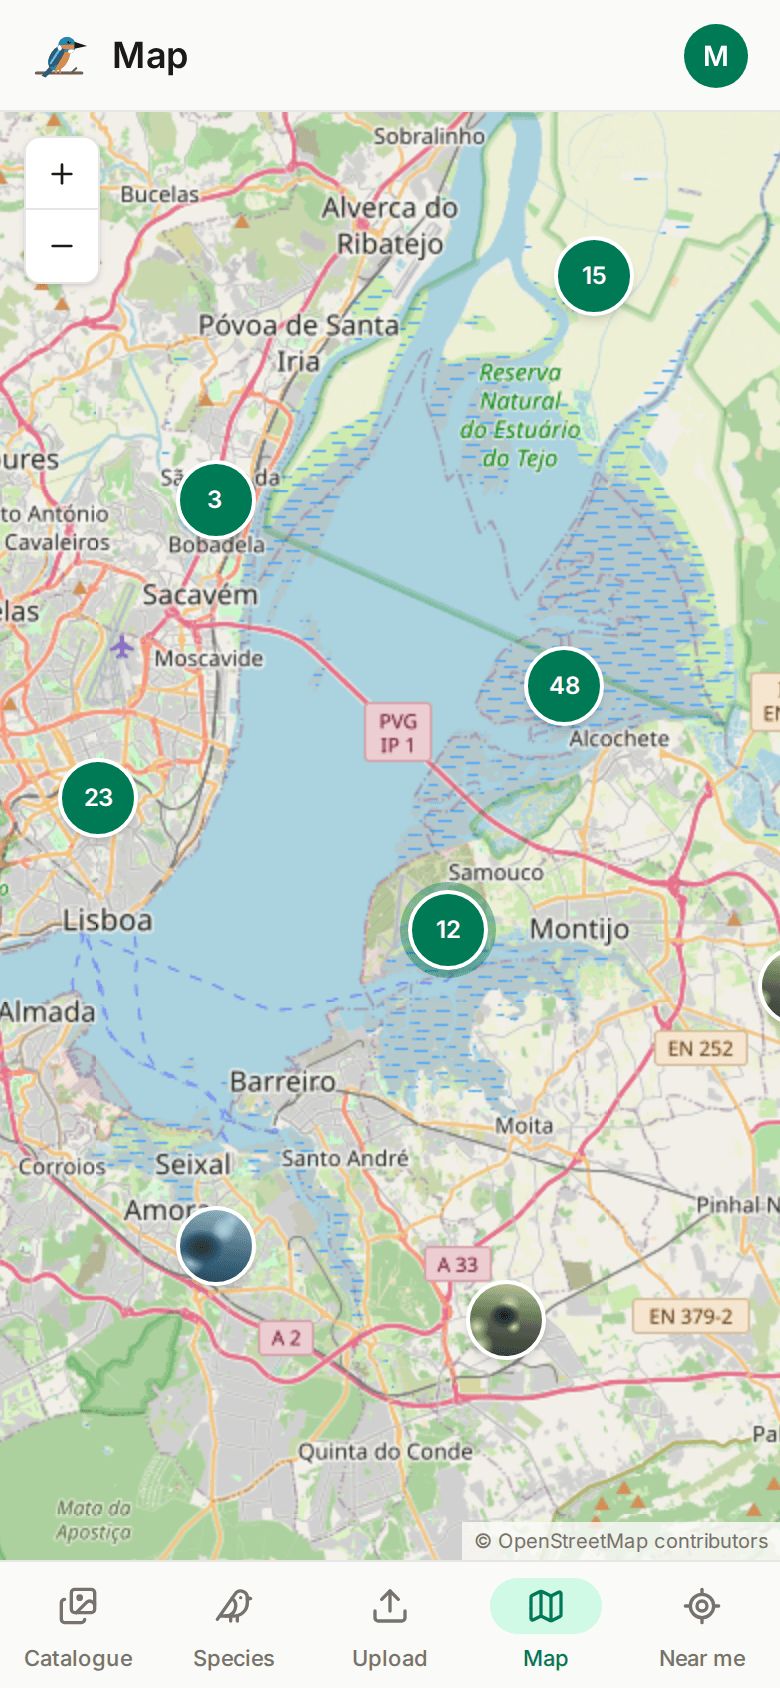 Map
M
Sobralinho
+
Bucelas
Alverca do
Ribatejo
−
15
Póvoa de Santa
Iria
Reserva
Natural
do Estuário
do Tejo
3
da
to António
Cavaleiros
Bobadela
Sacavém
Moscavide
48
PVG
IP 1
Alcochete
23
Samouco
Lisboa
12
Montijo
Almada
EN 252
Barreiro
Moita
Corroios
Seixal
Santo André
Pinhal N
Amora
A 33
EN 379-2
A 2
Quinta do Conde
Mata da
Apostiça
© OpenStreetMap contributors
Catalogue
Species
Upload
Map
Near me